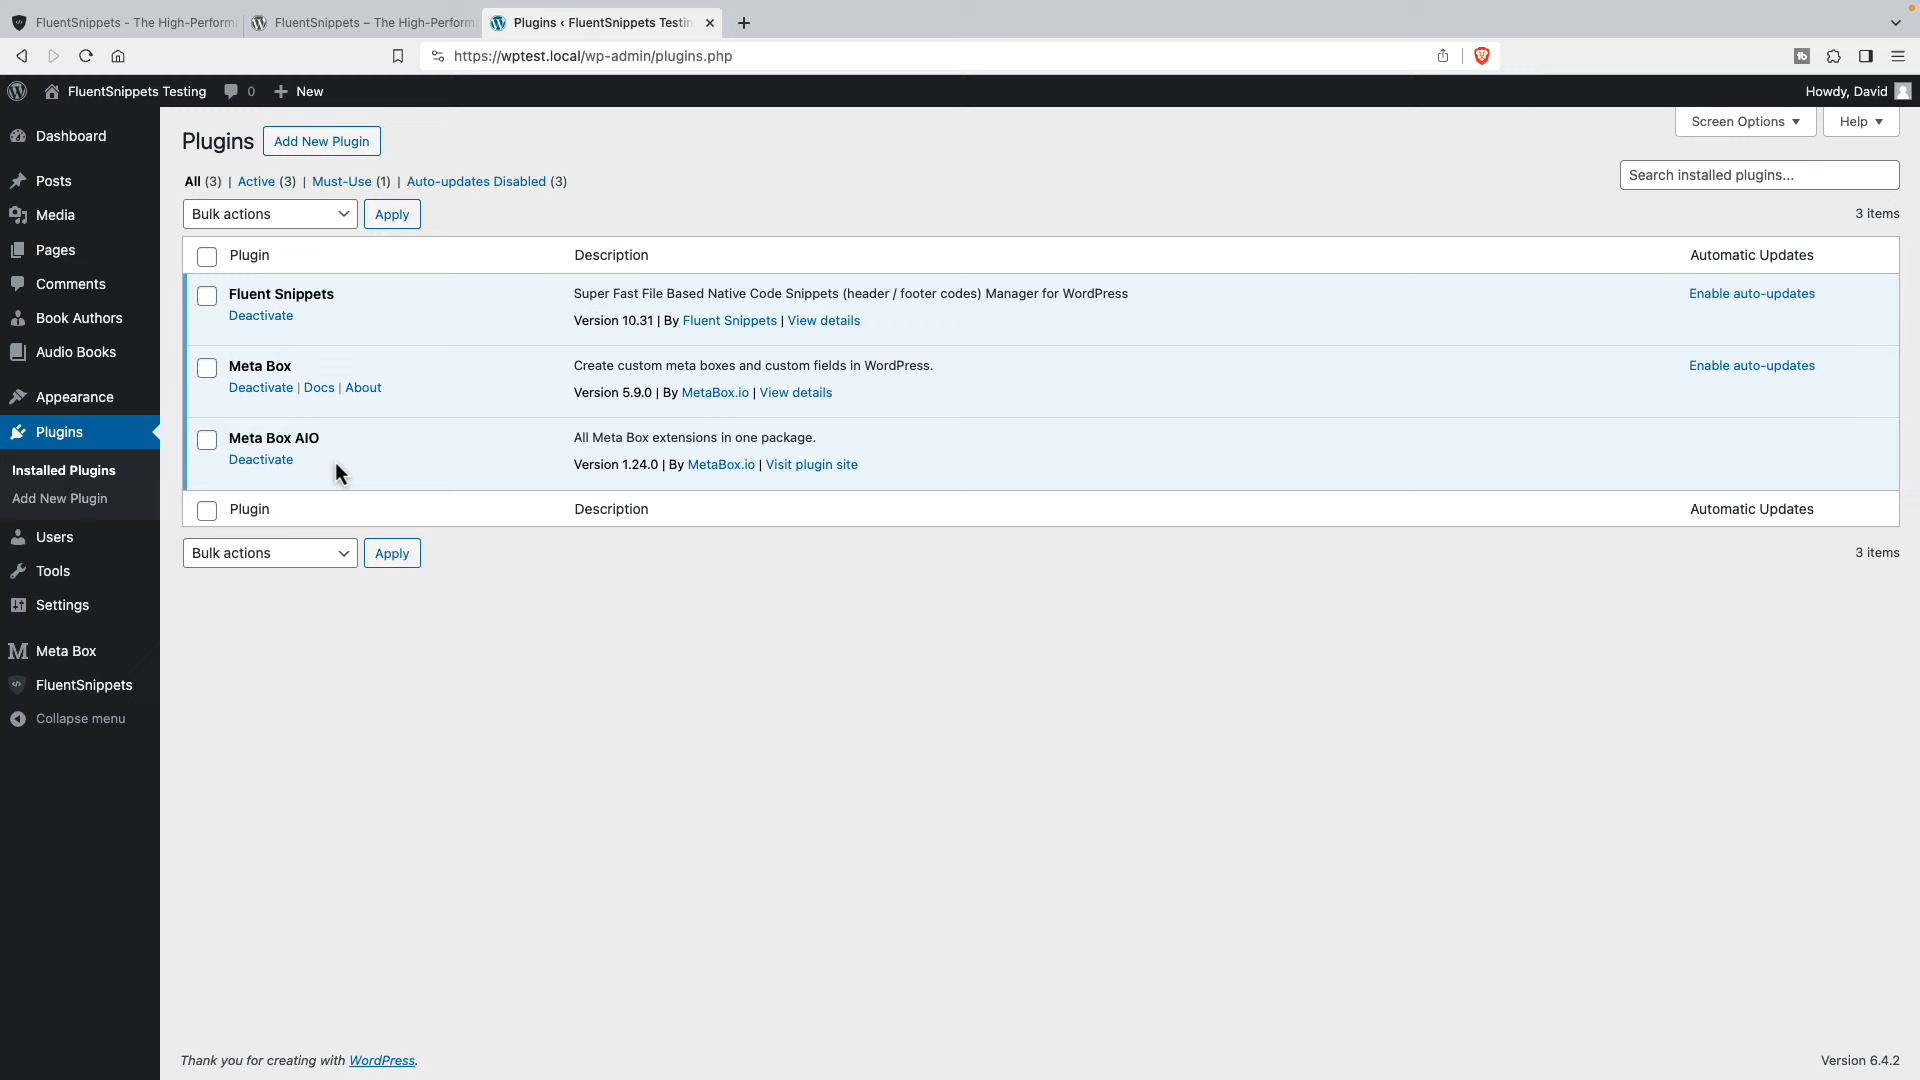 FluentSnippets - The High-Perform
FluentSnippets – The High-Perform
Plugins ‹ FluentSnippets Testin
https://wptest.local/wp-admin/plugins.php
FluentSnippets Testing
0
New
Howdy, David
Dashboard
Posts
Media
Pages
Comments
Book Authors
Audio Books
Appearance
Plugins
Installed Plugins
Add New Plugin
Users
Tools
Settings
Meta Box
FluentSnippets
Collapse menu
Screen Options
Help
Plugins
Add New Plugin
All (3) | Active (3) | Must-Use (1) | Auto-updates Disabled (3)
Search installed plugins...
Bulk actions
Apply
3 items
Plugin
Description
Automatic Updates
Fluent Snippets
Deactivate
Super Fast File Based Native Code Snippets (header / footer codes) Manager for WordPress
Version 10.31 | By Fluent Snippets | View details
Enable auto-updates
Meta Box
Deactivate | Docs | About
Create custom meta boxes and custom fields in WordPress.
Version 5.9.0 | By MetaBox.io | View details
Enable auto-updates
Meta Box AIO
Deactivate
All Meta Box extensions in one package.
Version 1.24.0 | By MetaBox.io | Visit plugin site
Plugin
Description
Automatic Updates
Bulk actions
Apply
3 items
Thank you for creating with WordPress.
Version 6.4.2